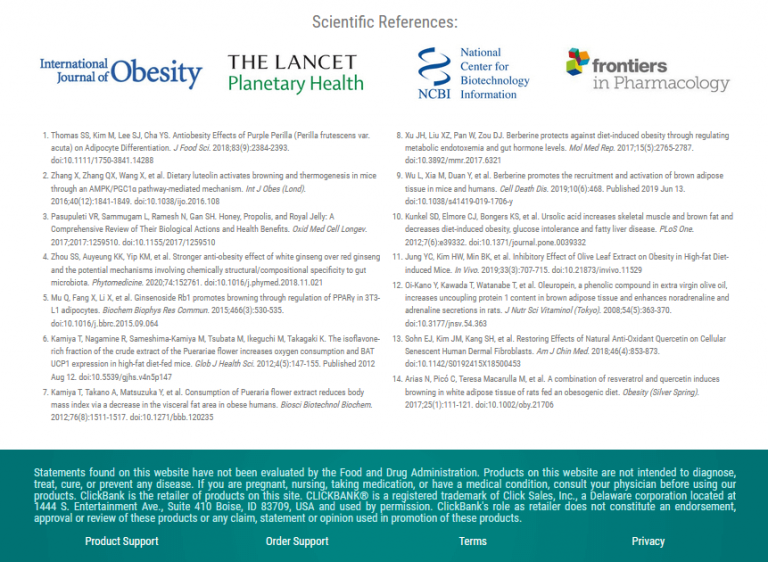 Scientific References:
International
Journal of Obesity
THE LANCET
Planetary Health
NCBI
National
Center for
Biotechnology
Information
frontiers
in Pharmacology
1. Thomas SS, Kim M, Lee SJ, Cha YS. Antiobesity Effects of Purple Perilla (Perilla frutescens var.
acuta) on Adipocyte Differentiation. J Food Sci. 2018;83(9):2384-2393.
doi:10.1111/1750-3841.14288
2. Zhang X, Zhang QX, Wang X, et al. Dietary luteolin activates browning and thermogenesis in mice
through an AMPK/PGC1α pathway-mediated mechanism. Int J Obes (Lond).
2016;40(12):1841-1849. doi:10.1038/ijo.2016.108
3. Pasupuleti VR, Sammugam L, Ramesh N, Gan SH. Honey, Propolis, and Royal Jelly: A
Comprehensive Review of Their Biological Actions and Health Benefits. Oxid Med Cell Longev.
2017;2017:1259510. doi:10.1155/2017/1259510
4. Zhou SS, Auyeung KK, Yip KM, et al. Stronger anti-obesity effect of white ginseng over red ginseng
and the potential mechanisms involving chemically structural/compositional specificity to gut
microbiota. Phytomedicine. 2020;74:152761. doi:10.1016/j.phymed.2018.11.021
5. Mu Q, Fang X, Li X, et al. Ginsenoside Rb1 promotes browning through regulation of PPARγ in 3T3-
L1 adipocytes. Biochem Biophys Res Commun. 2015;466(3):530-535.
doi:10.1016/j.bbrc.2015.09.064
6. Kamiya T, Nagamine R, Sameshima-Kamiya M, Tsubata M, Ikeguchi M, Takagaki K. The isoflavone-
rich fraction of the crude extract of the Puerariae flower increases oxygen consumption and BAT
UCP1 expression in high-fat diet-fed mice. Glob J Health Sci. 2012;4(5):147-155. Published 2012
Aug 12. doi:10.5539/gjhs.v4n5p147
7. Kamiya T, Takano A, Matsuzuka Y, et al. Consumption of Pueraria flower extract reduces body
mass index via a decrease in the visceral fat area in obese humans. Biosci Biotechnol Biochem.
2012;76(8):1511-1517. doi:10.1271/bbb.120235
8. Xu JH, Liu XZ, Pan W, Zou DJ. Berberine protects against diet-induced obesity through regulating
metabolic endotoxemia and gut hormone levels. Mol Med Rep. 2017;15(5):2765-2787.
doi:10.3892/mmr.2017.6321
9. Wu L, Xia M, Duan Y, et al. Berberine promotes the recruitment and activation of brown adipose
tissue in mice and humans. Cell Death Dis. 2019;10(6):468. Published 2019 Jun 13.
doi:10.1038/s41419-019-1706-y
10. Kunkel SD, Elmore CJ, Bongers KS, et al. Ursolic acid increases skeletal muscle and brown fat and
decreases diet-induced obesity, glucose intolerance and fatty liver disease. PLoS One.
2012;7(6):e39332. doi:10.1371/journal.pone.0039332
11. Jung YC, Kim HW, Min BK, et al. Inhibitory Effect of Olive Leaf Extract on Obesity in High-fat Diet-
induced Mice. In Vivo. 2019;33(3):707-715. doi:10.21873/invivo.11529
12. Oi-Kano Y, Kawada T, Watanabe T, et al. Oleuropein, a phenolic compound in extra virgin olive oil,
increases uncoupling protein 1 content in brown adipose tissue and enhances noradrenaline and
adrenaline secretions in rats. J Nutr Sci Vitaminol (Tokyo). 2008;54(5):363-370.
doi:10.3177/jnsv.54.363
13. Sohn EJ, Kim JM, Kang SH, et al. Restoring Effects of Natural Anti-Oxidant Quercetin on Cellular
Senescent Human Dermal Fibroblasts. Am J Chin Med. 2018;46(4):853-873.
doi:10.1142/S0192415X18500453
14. Arias N, Picó C, Teresa Macarulla M, et al. A combination of resveratrol and quercetin induces
browning in white adipose tissue of rats fed an obesogenic diet. Obesity (Silver Spring).
2017;25(1):111-121. doi:10.1002/oby.21706
Statements found on this website have not been evaluated by the Food and Drug Administration. Products on this website are not intended to diagnose,
treat, cure, or prevent any disease. If you are pregnant, nursing, taking medication, or have a medical condition, consult your physician before using our
products. ClickBank is the retailer of products on this site. CLICKBANK® is a registered trademark of Click Sales, Inc., a Delaware corporation located at
1444 S. Entertainment Ave., Suite 410 Boise, ID 83709, USA and used by permission. ClickBank's role as retailer does not constitute an endorsement,
approval or review of these products or any claim, statement or opinion used in promotion of these products.
Product Support
Order Support
Terms
Privacy